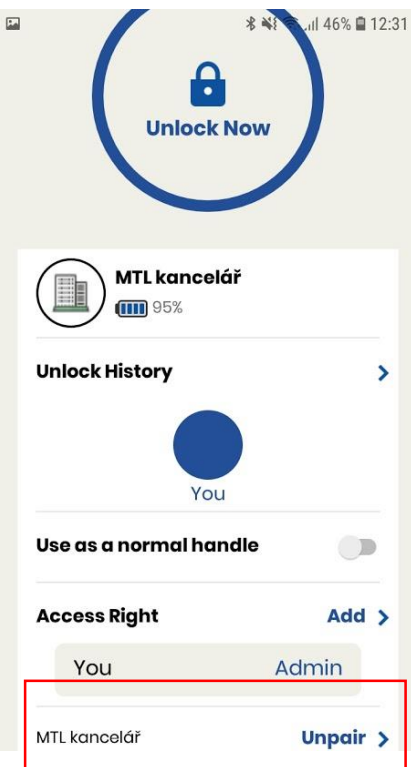 46% 12:31
Unlock Now
MTL kancelář
95%
Unlock History
You
Use as a normal handle
Access Right Add
You Admin
MTL kancelář Unpair